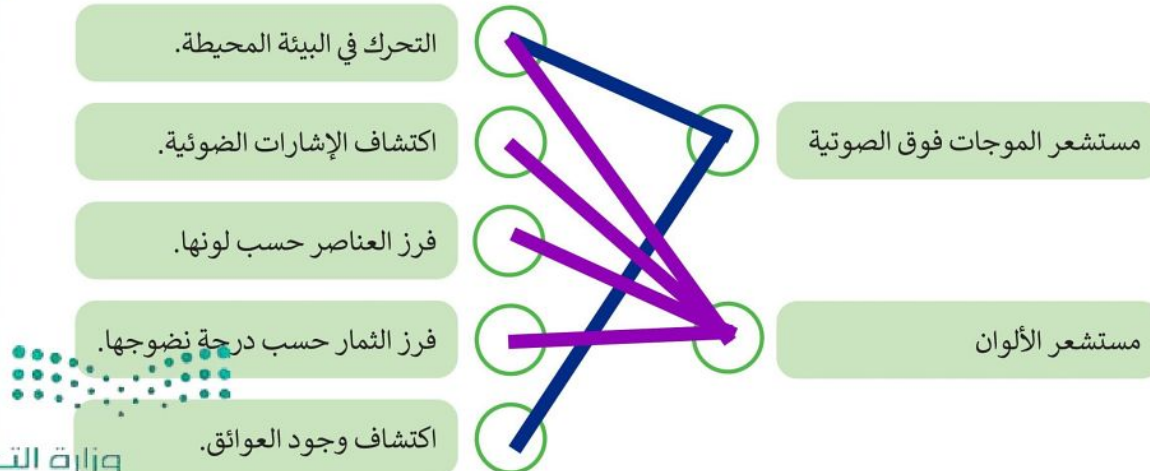 مستشعر الموجات فوق الصوتية
مستشعر الألوان
التحرك في البيئة المحيطة.
اكتشاف الإشارات الضوئية.
فرز العناصر حسب لونها.
فرز الثمار حسب درجة نضوجها.
اكتشاف وجود العوائق.
وزارة